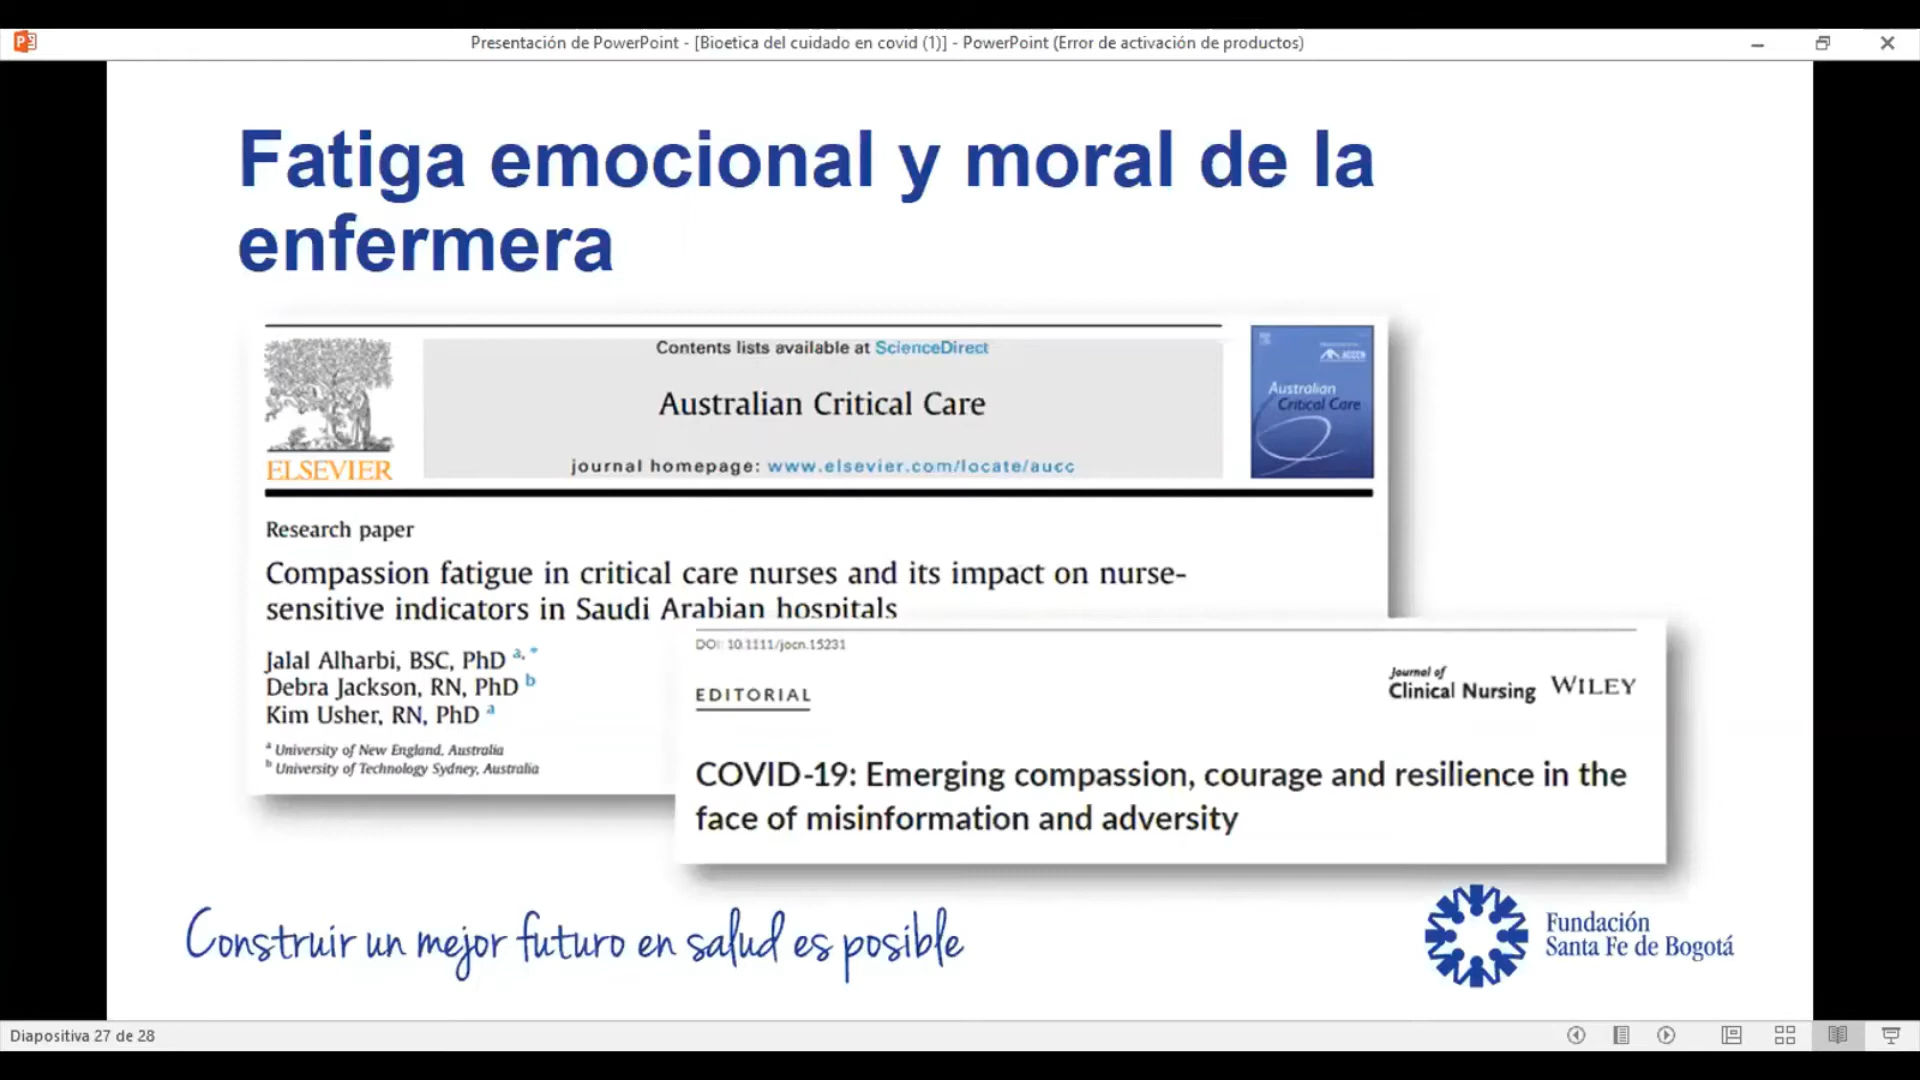 Presentación de PowerPoint - [Bioetica del cuidado en covid (1)] - PowerPoint (Error de activación de productos)
Fatiga emocional y moral de la
enfermera
Contents lists available at ScienceDirect
Australian Critical Care
journal homepage: www.elsevier.com/locate/aucc
ELSEVIER
Australian
Critical Care
Research paper
Compassion fatigue in critical care nurses and its impact on nurse-
sensitive indicators in Saudi Arabian hospitals
Jalal Alharbi, BSC, PhD a, *
Debra Jackson, RN, PhD b
Kim Usher, RN, PhD a
a University of New England, Australia
b University of Technology Sydney, Australia
DOI: 10.1111/jocn.15231
EDITORIAL
Journal of
Clinical Nursing WILEY
COVID-19: Emerging compassion, courage and resilience in the
face of misinformation and adversity
Construir un mejor futuro en salud es posible
Fundación
Santa Fe de Bogotá
Diapositiva 27 de 28